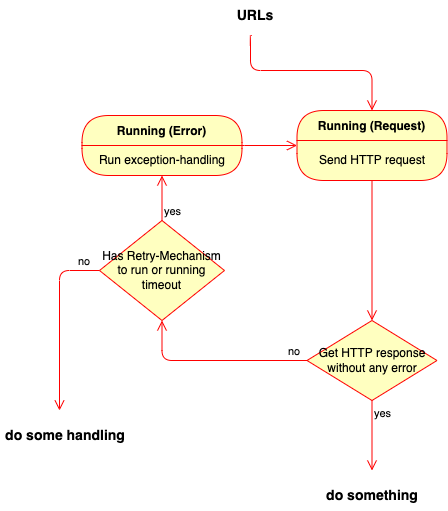 URLs
Running (Error)
Run exception-handling
Running (Request)
Send HTTP request
yes
Has Retry-Mechanism
to run or running
timeout
no
Get HTTP response
without any error
no
yes
do some handling
do something